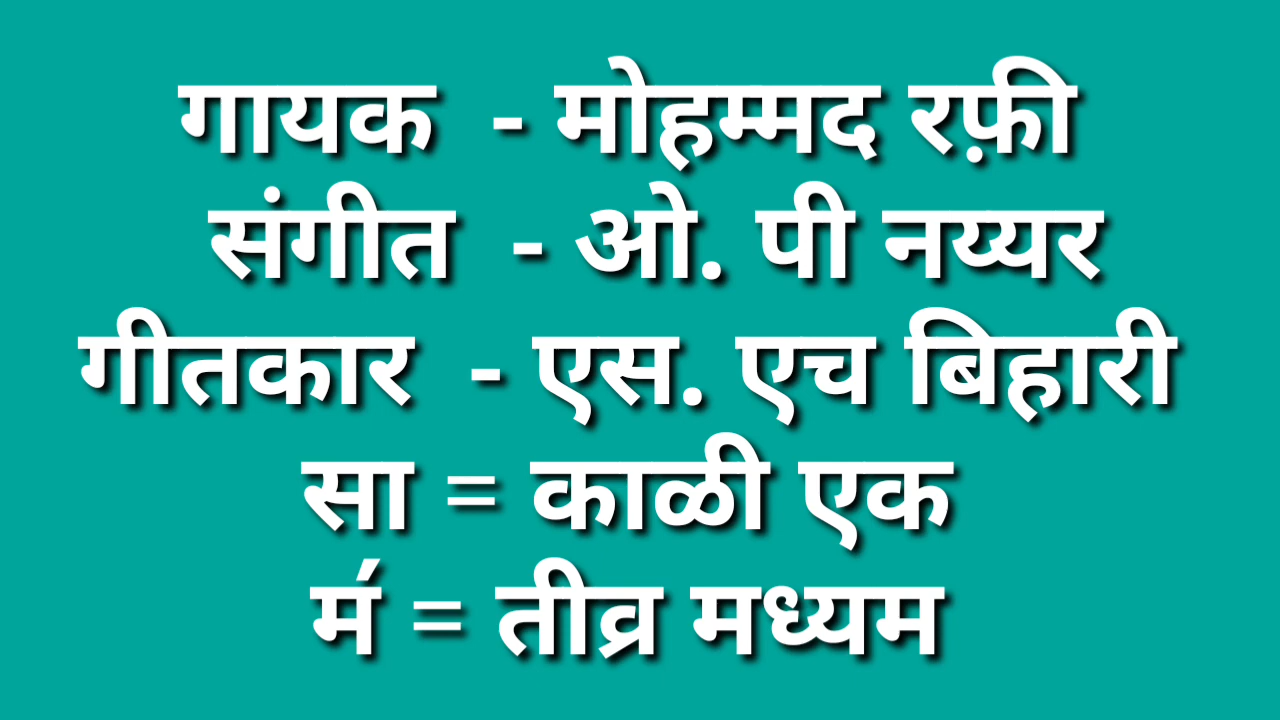 गायक - मोहम्मद रफ़ी
संगीत - ओ. पी नय्यर
गीतकार - एस. एच बिहारी
सा = काळी एक
म॑ = तीव्र मध्यम